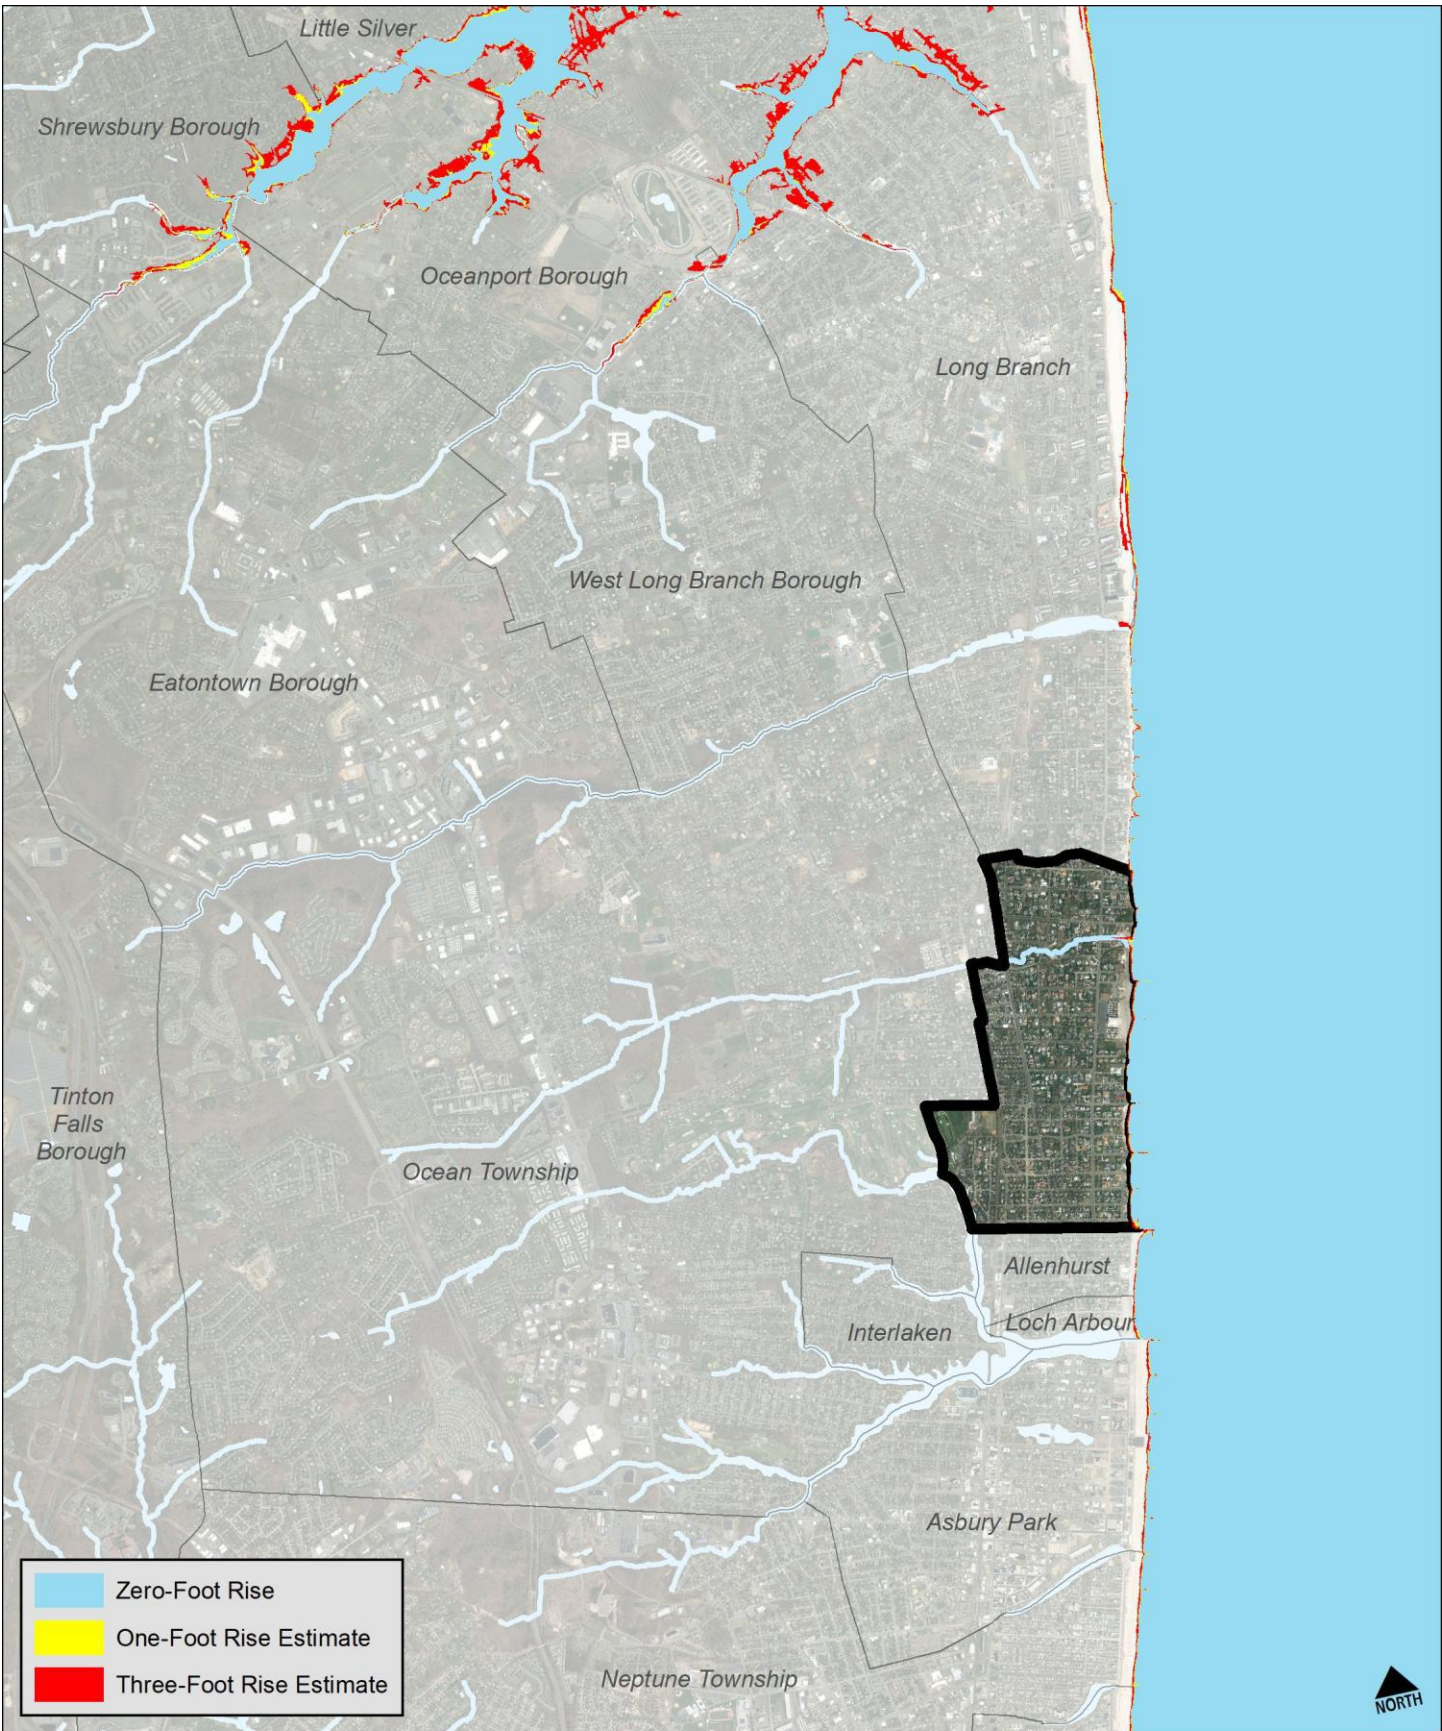 Little Silver
Shrewsbury Borough
Oceanport Borough
Long Branch
West Long Branch Borough
Eatontown Borough
Tinton
Falls
Borough
Ocean Township
Allenhurst
Loch Arbour
Interlaken
Asbury Park
Neptune Township
Zero-Foot Rise
One-Foot Rise Estimate
Three-Foot Rise Estimate
NORTH